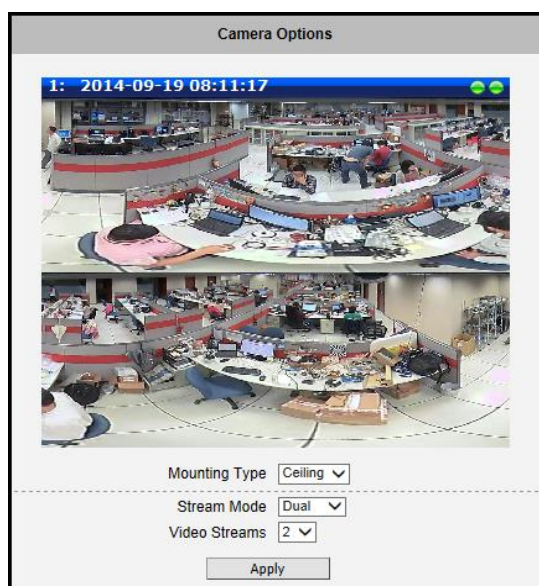 Camera Options
1: 2014-09-19 08:11:17
Mounting Type Ceiling
Stream Mode Dual
Video Streams 2
Apply